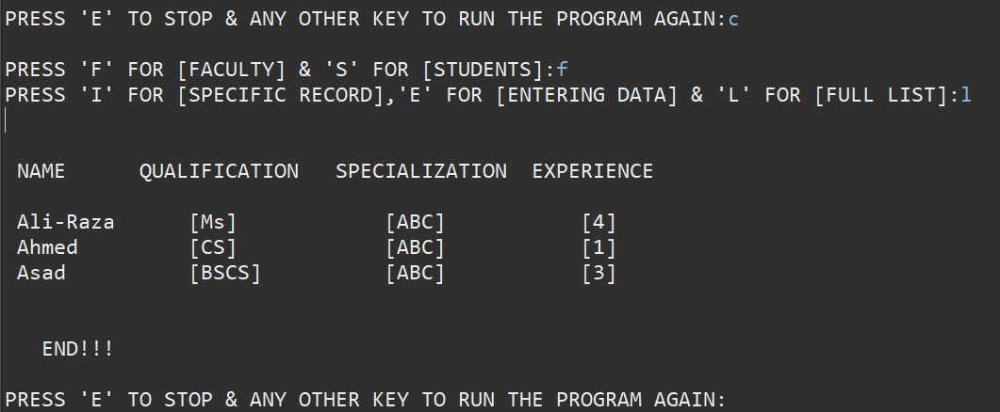 PRESS 'E' TO STOP & ANY OTHER KEY TO RUN THE PROGRAM AGAIN:c
PRESS 'F' FOR [FACULTY] & 'S' FOR [STUDENTS]:f
PRESS 'I' FOR [SPECIFIC RECORD],'E' FOR [ENTERING DATA] & 'L' FOR [FULL LIST]:l
NAME      QUALIFICATION   SPECIALIZATION  EXPERIENCE
Ali-Raza      [Ms]            [ABC]           [4]
Ahmed         [CS]            [ABC]           [1]
Asad          [BSCS]          [ABC]           [3]
END!!!
PRESS 'E' TO STOP & ANY OTHER KEY TO RUN THE PROGRAM AGAIN: